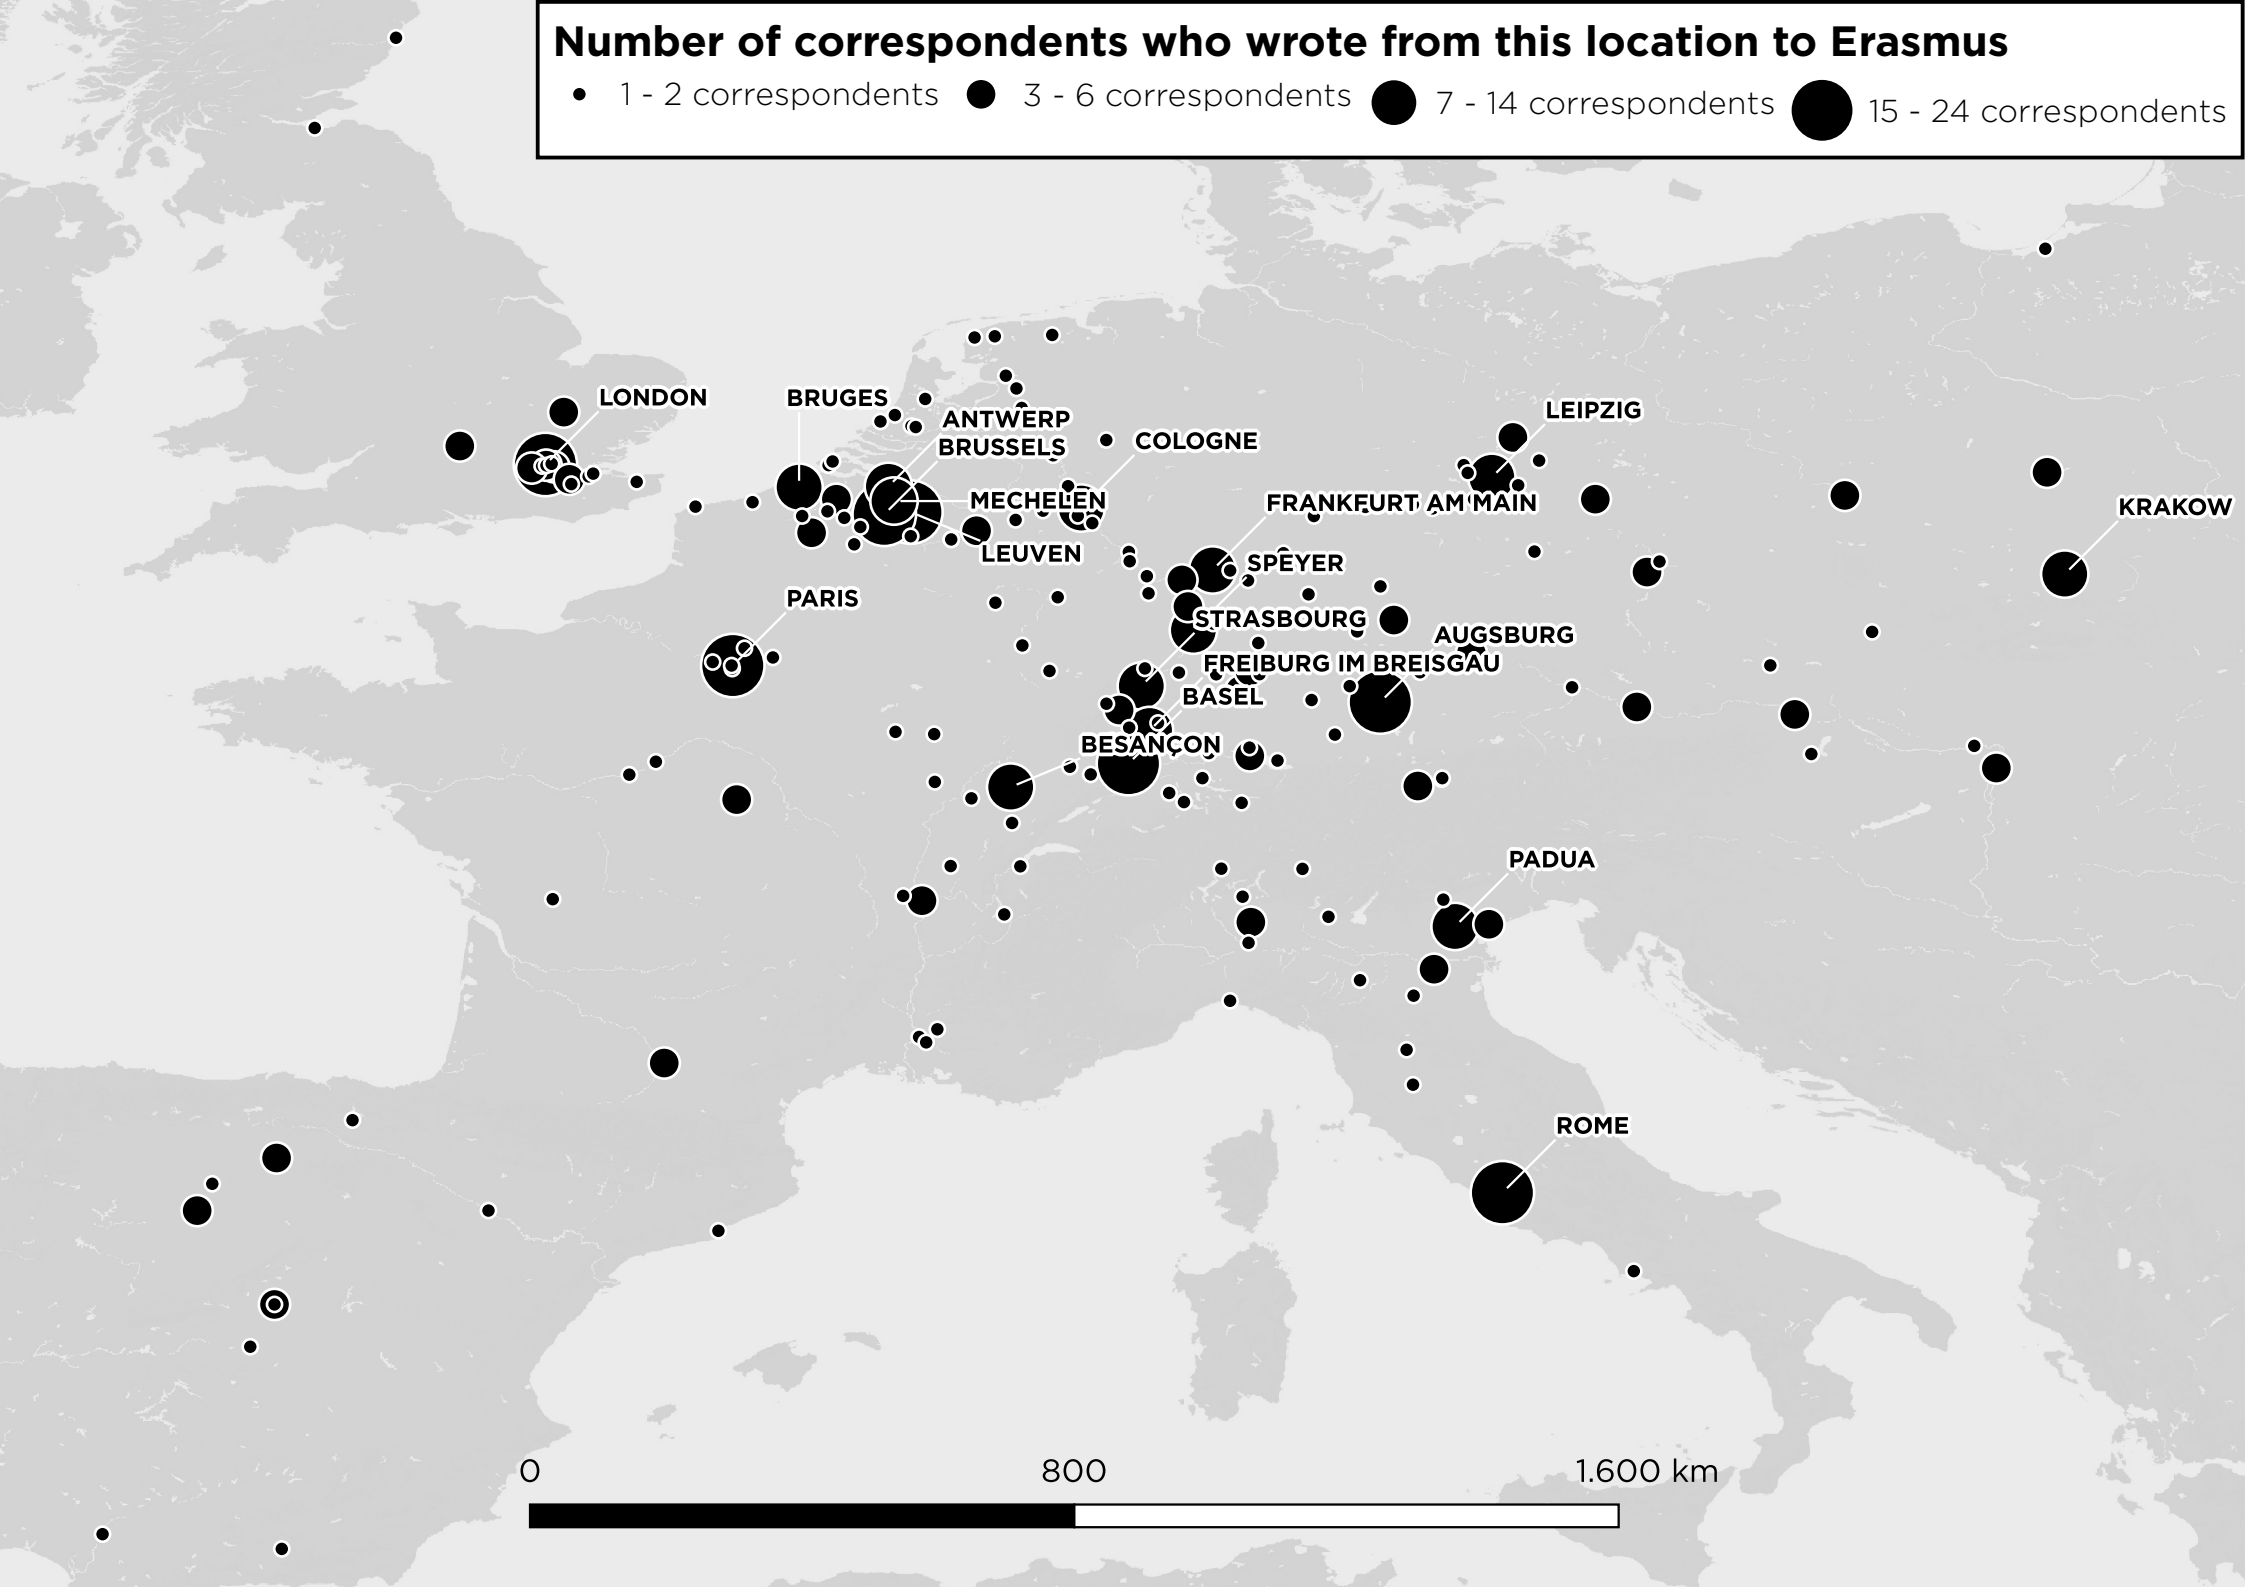 Number of correspondents who wrote from this location to Erasmus
1 - 2 correspondents
3 - 6 correspondents
7 - 14 correspondents
15 - 24 correspondents
LONDON
BRUGES
ANTWERP
BRUSSELS
COLOGNE
LEIPZIG
MECHELEN
FRANKFURT AM MAIN
KRAKOW
LEUVEN
SPEYER
PARIS
STRASBOURG
AUGSBURG
FREIBURG IM BREISGAU
BASEL
BESANÇON
PADUA
ROME
0
800
1.600 km